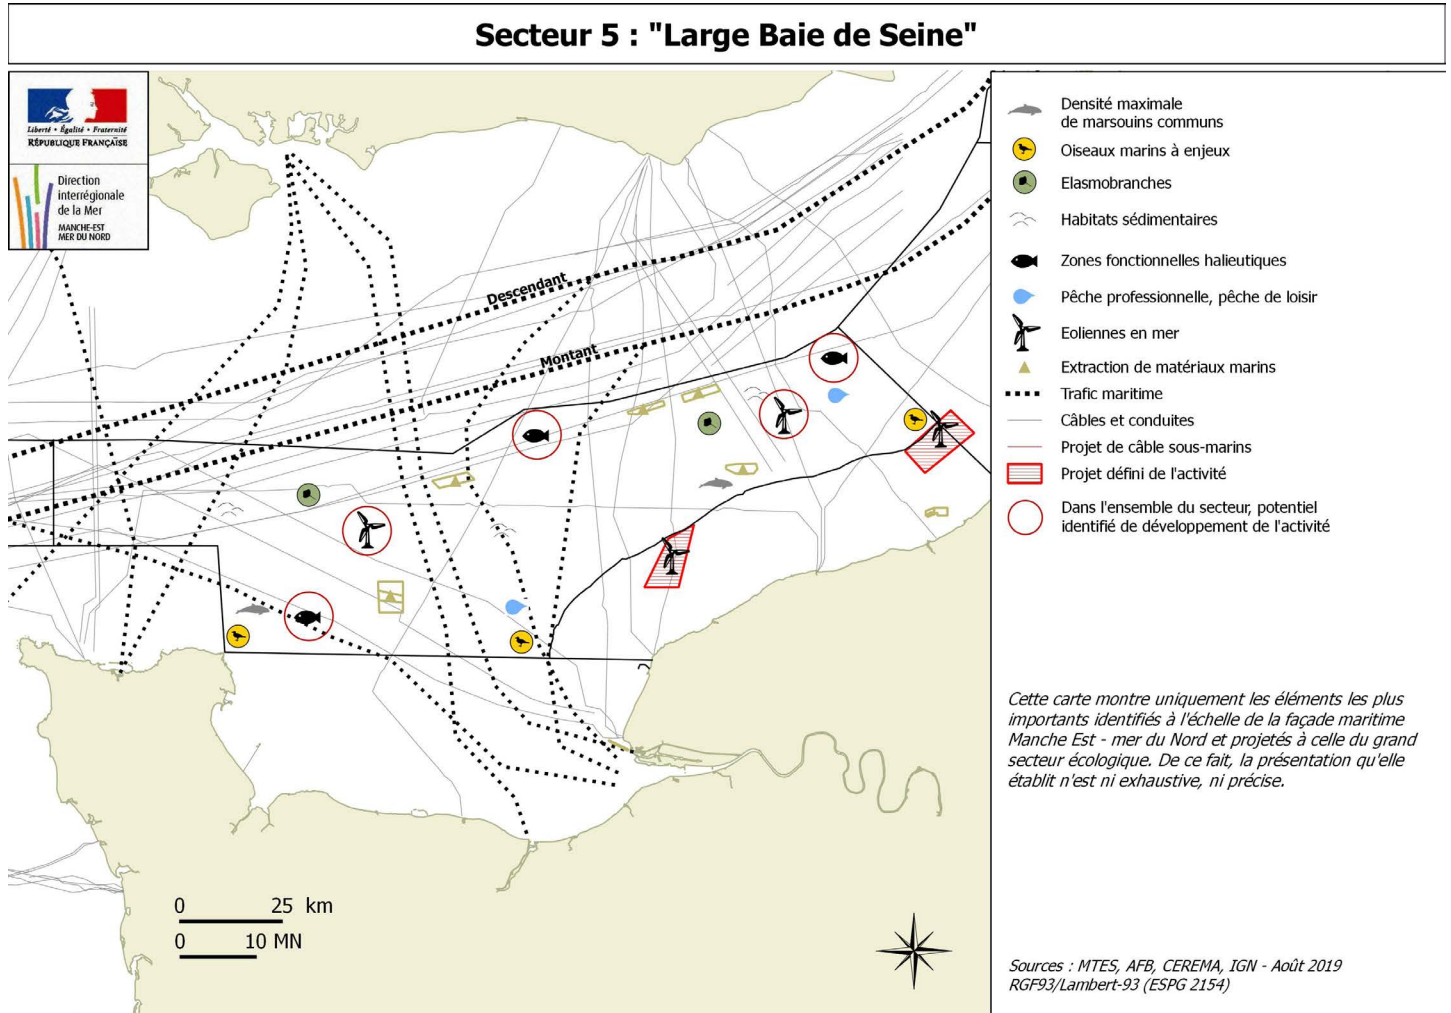 Secteur 5 : "Large Baie de Seine"
Liberté • Égalité • Fraternité
RÉPUBLIQUE FRANÇAISE
Direction
interrégionale
de la Mer
MANCHE-EST
MER DU NORD
Descendant
Montant
0 25 km
0 10 MN
Densité maximale
de marsouins communs
Oiseaux marins à enjeux
Elasmobranches
Habitats sédimentaires
Zones fonctionnelles halieutiques
Pêche professionnelle, pêche de loisir
Eoliennes en mer
Extraction de matériaux marins
Trafic maritime
Câbles et conduites
Projet de câble sous-marins
Projet défini de l'activité
Dans l'ensemble du secteur, potentiel
identifié de développement de l'activité
Cette carte montre uniquement les éléments les plus
importants identifiés à l'échelle de la façade maritime
Manche Est - mer du Nord et projetés à celle du grand
secteur écologique. De ce fait, la présentation qu'elle
établit n'est ni exhaustive, ni précise.
Sources : MTES, AFB, CEREMA, IGN - Août 2019
RGF93/Lambert-93 (ESPG 2154)